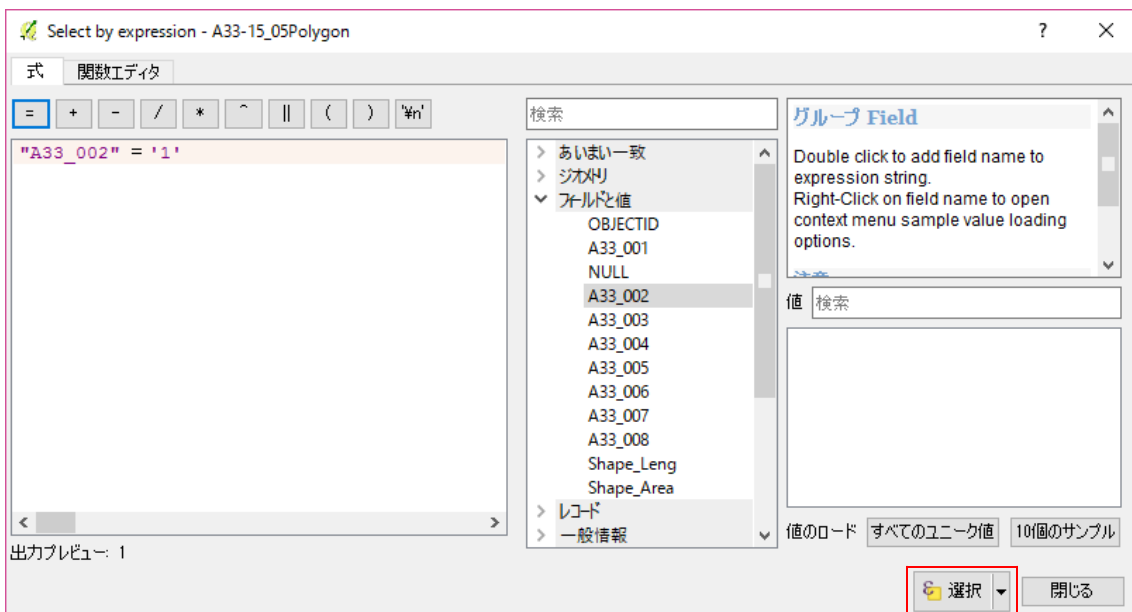 Select by expression - A33-15_05Polygon
?
式
関数エディタ
= + - / * ^ || ( ) '¥n'
"A33_002" = '1'
出力プレビュー: 1
検索
あいまい一致
ジオメトリ
フィールドと値
OBJECTID
A33_001
NULL
A33_002
A33_003
A33_004
A33_005
A33_006
A33_007
A33_008
Shape_Leng
Shape_Area
レコード
一般情報
グループ Field
Double click to add field name to
expression string.
Right-Click on field name to open
context menu sample value loading
options.
注意
値 検索
値のロード すべてのユニーク値 10個のサンプル
選択 閉じる